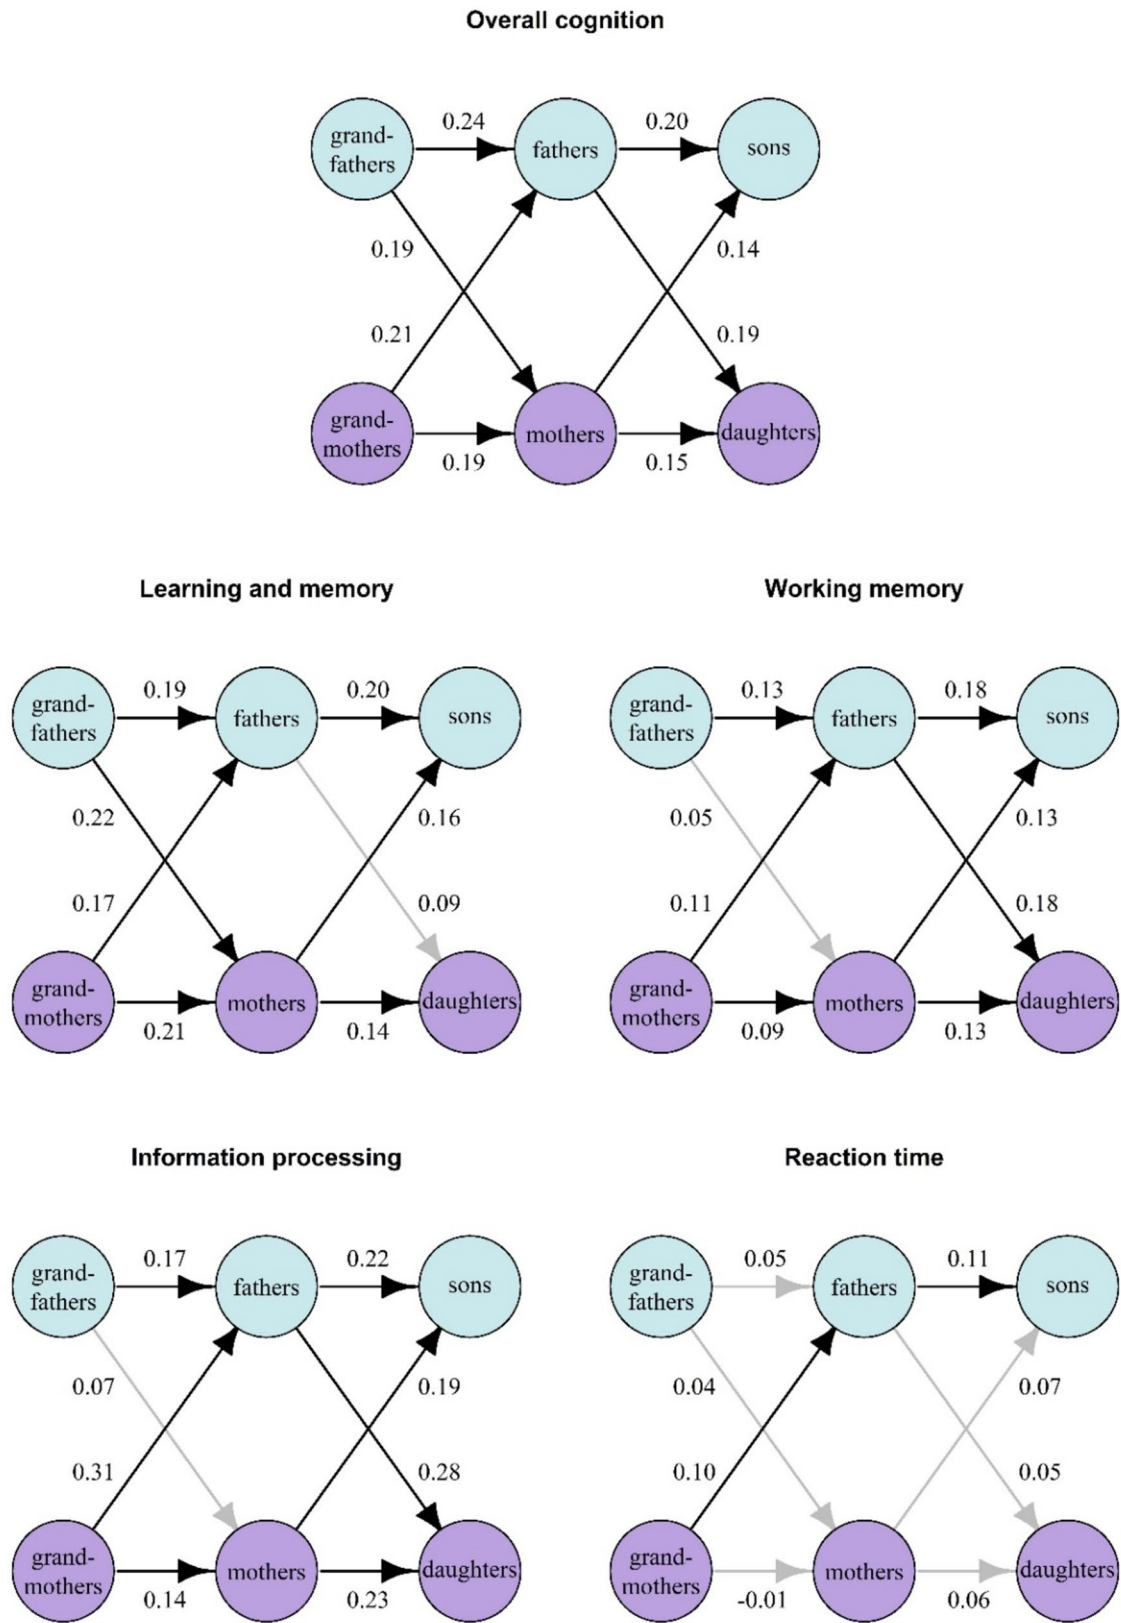 Overall cognition
0.24
0.20
grand-
fathers
fathers
sons
0.19
0.14
0.21
0.19
grand-
mothers
mothers
daughters
0.19
0.15
Learning and memory
0.19
0.20
grand-
fathers
fathers
sons
0.22
0.16
0.17
0.09
grand-
mothers
mothers
daughters
0.21
0.14
Working memory
0.13
0.18
grand-
fathers
fathers
sons
0.05
0.13
0.11
0.18
grand-
mothers
mothers
daughters
0.09
0.13
Information processing
0.17
0.22
grand-
fathers
fathers
sons
0.07
0.19
0.31
0.28
grand-
mothers
mothers
daughters
0.14
0.23
Reaction time
0.05
0.11
grand-
fathers
fathers
sons
0.04
0.07
0.10
0.05
grand-
mothers
mothers
daughters
-0.01
0.06